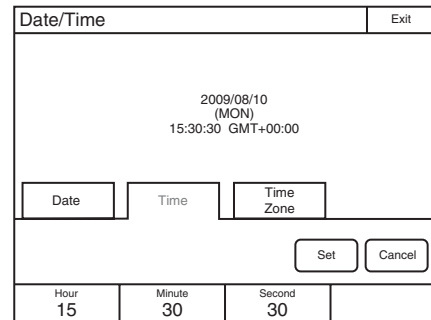 Date/Time
Exit
2009/08/10
(MON)
15:30:30 GMT+00:00
Date
Time
Time
Zone
Set
Cancel
Hour
Minute
Second
15
30
30